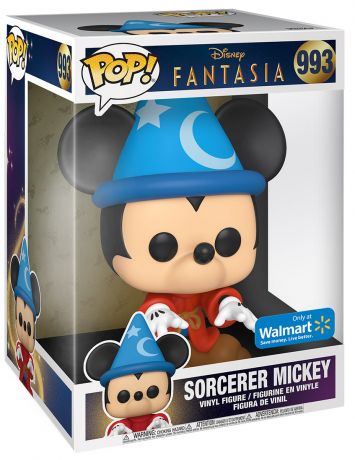 993
POP!
Disney
FANTASIA
993
Only at
Walmart
Save money. Live better.
SORCERER MICKEY
VINYL FIGURE / FIGURINE EN VINYLE
FIGURA DE VINIL